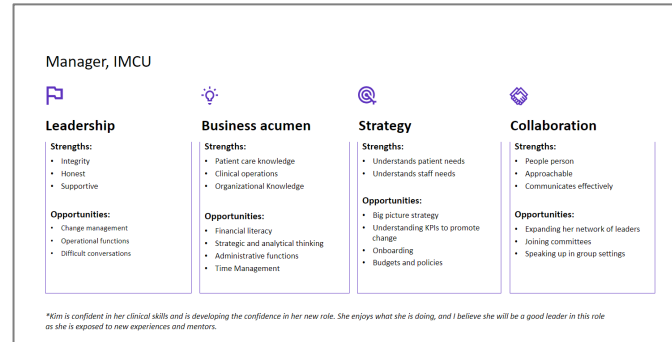 Manager, IMCU
Leadership
Strengths:
• Integrity
• Honest
• Supportive
Opportunities:
• Change management
• Operational functions
• Difficult conversations
Business acumen
Strengths:
• Patient care knowledge
• Clinical operations
• Organizational Knowledge
Opportunities:
• Financial literacy
• Strategic and analytical thinking
• Administrative functions
• Time Management
Strategy
Strengths:
• Understands patient needs
• Understands staff needs
Opportunities:
• Big picture strategy
• Understanding KPIs to promote
change
• Onboarding
• Budgets and policies
Collaboration
Strengths:
• People person
• Approachable
• Communicates effectively
Opportunities:
• Expanding her network of leaders
• Joining committees
• Speaking up in group settings
*Kim is confident in her clinical skills and is developing the confidence in her new role. She enjoys what she is doing, and I believe she will be a good leader in this role
as she is exposed to new experiences and mentors.